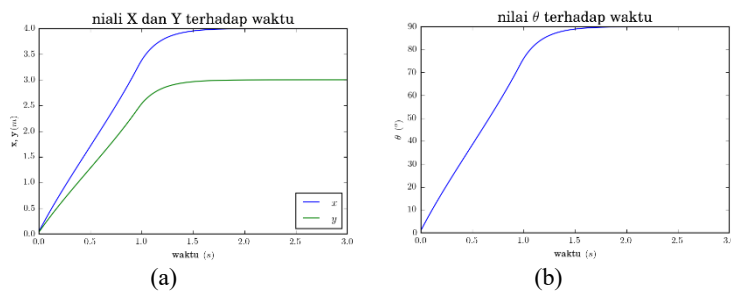 niali X dan Y terhadap waktu
4.0
3.5
3.0
2.5
2.0
1.5
1.0
0.5
0.0
x, y (m)
x
y
0.0 0.5 1.0 1.5 2.0 2.5 3.0
waktu (s)
(a)
nilai θ terhadap waktu
90
80
70
60
50
40
30
20
10
0
θ (°)
0.0 0.5 1.0 1.5 2.0 2.5 3.0
waktu (s)
(b)